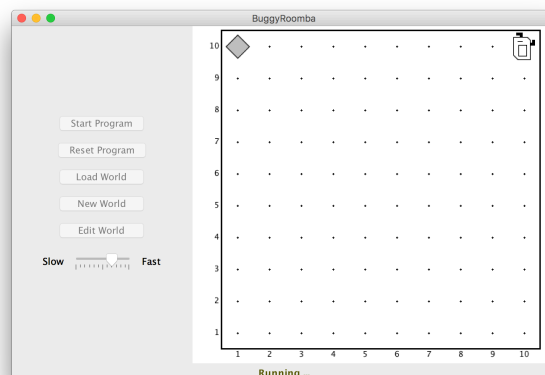 BuggyRoomba
Start Program
Reset Program
Load World
New World
Edit World
Slow Fast
10
9
8
7
6
5
4
3
2
1
1 2 3 4 5 6 7 8 9 10
Running ...